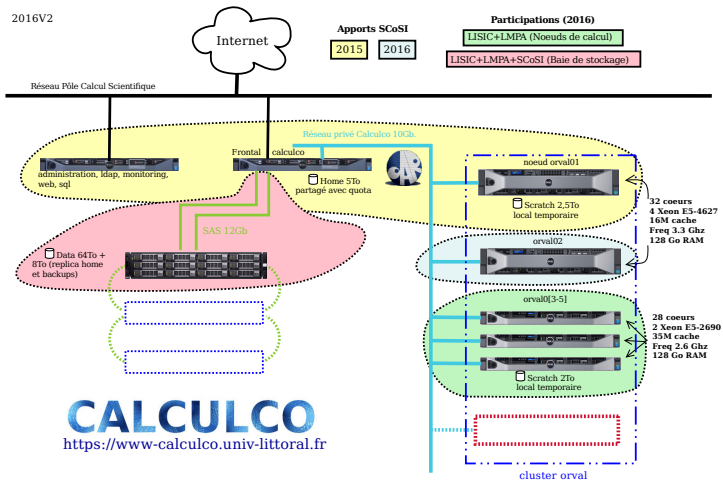 2016V2
Internet
Apports SCoSI
2015
2016
Participations (2016)
LISIC+LMPA (Noeuds de calcul)
LISIC+LMPA+SCoSI (Baie de stockage)
Réseau Pôle Calcul Scientifique
Réseau privé Calculco 10Gb.
Frontal calculco
administration, ldap, monitoring,
web, sql
Home 5To
partagé avec quota
noeud orval01
Scratch 2,5To
local temporaire
32 coeurs
4 Xeon E5-4627
16M cache
Freq 3.3 Ghz
128 Go RAM
SAS 12Gb
Data 64To +
8To (replica home
et backups)
orval02
orval0[3-5]
28 coeurs
2 Xeon E5-2690
35M cache
Freq 2.6 Ghz
128 Go RAM
Scratch 2To
local temporaire
CALCULCO
https://www-calculco.univ-littoral.fr
cluster orval